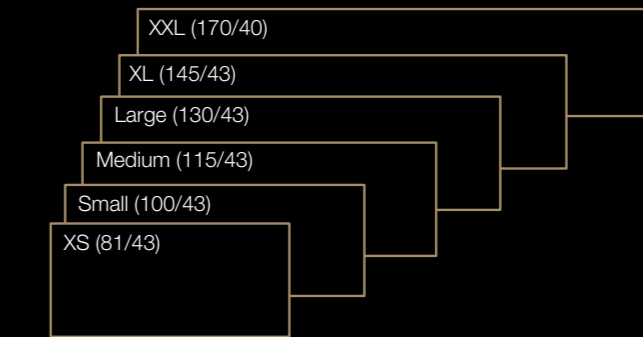 XXL (170/40)
XL (145/43)
Large (130/43)
Medium (115/43)
Small (100/43)
XS (81/43)